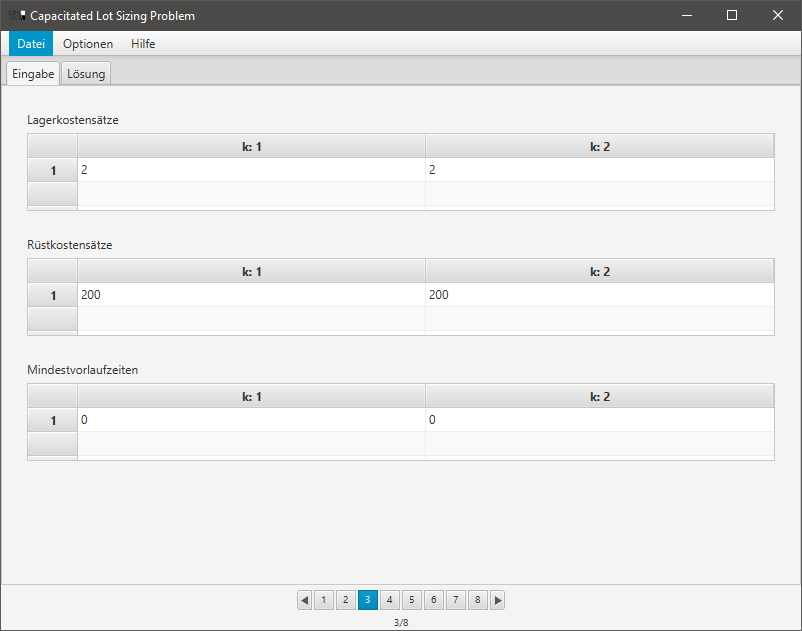 Capacitated Lot Sizing Problem
Datei Optionen Hilfe
Eingabe Lösung
Lagerkostensätze
k: 1 k: 2
1 2 2
Rüstkostensätze
k: 1 k: 2
1 200 200
Mindestvorlaufzeiten
k: 1 k: 2
1 0 0
1 2 3 4 5 6 7 8
3/8